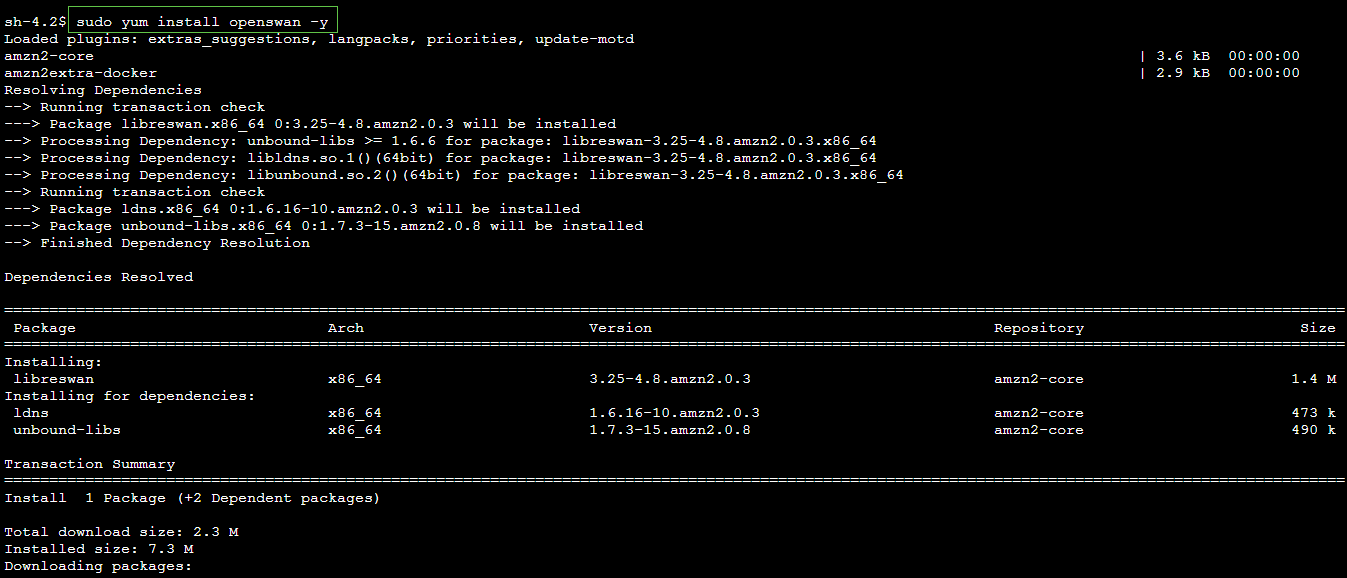 sh-4.2$ sudo yum install openswan -y
Loaded plugins: extras_suggestions, langpacks, priorities, update-motd
amzn2-core | 3.6 kB 00:00:00
amzn2extra-docker | 2.9 kB 00:00:00
Resolving Dependencies
--> Running transaction check
---> Package libreswan.x86_64 0:3.25-4.8.amzn2.0.3 will be installed
--> Processing Dependency: unbound-libs >= 1.6.6 for package: libreswan-3.25-4.8.amzn2.0.3.x86_64
--> Processing Dependency: libldns.so.1()(64bit) for package: libreswan-3.25-4.8.amzn2.0.3.x86_64
--> Processing Dependency: libunbound.so.2()(64bit) for package: libreswan-3.25-4.8.amzn2.0.3.x86_64
--> Running transaction check
---> Package ldns.x86_64 0:1.6.16-10.amzn2.0.3 will be installed
---> Package unbound-libs.x86_64 0:1.7.3-15.amzn2.0.8 will be installed
--> Finished Dependency Resolution
Dependencies Resolved
Package Arch Version Repository Size
Installing:
libreswan x86_64 3.25-4.8.amzn2.0.3 amzn2-core 1.4 M
Installing for dependencies:
ldns x86_64 1.6.16-10.amzn2.0.3 amzn2-core 473 k
unbound-libs x86_64 1.7.3-15.amzn2.0.8 amzn2-core 490 k
Transaction Summary
Install 1 Package (+2 Dependent packages)
Total download size: 2.3 M
Installed size: 7.3 M
Downloading packages: